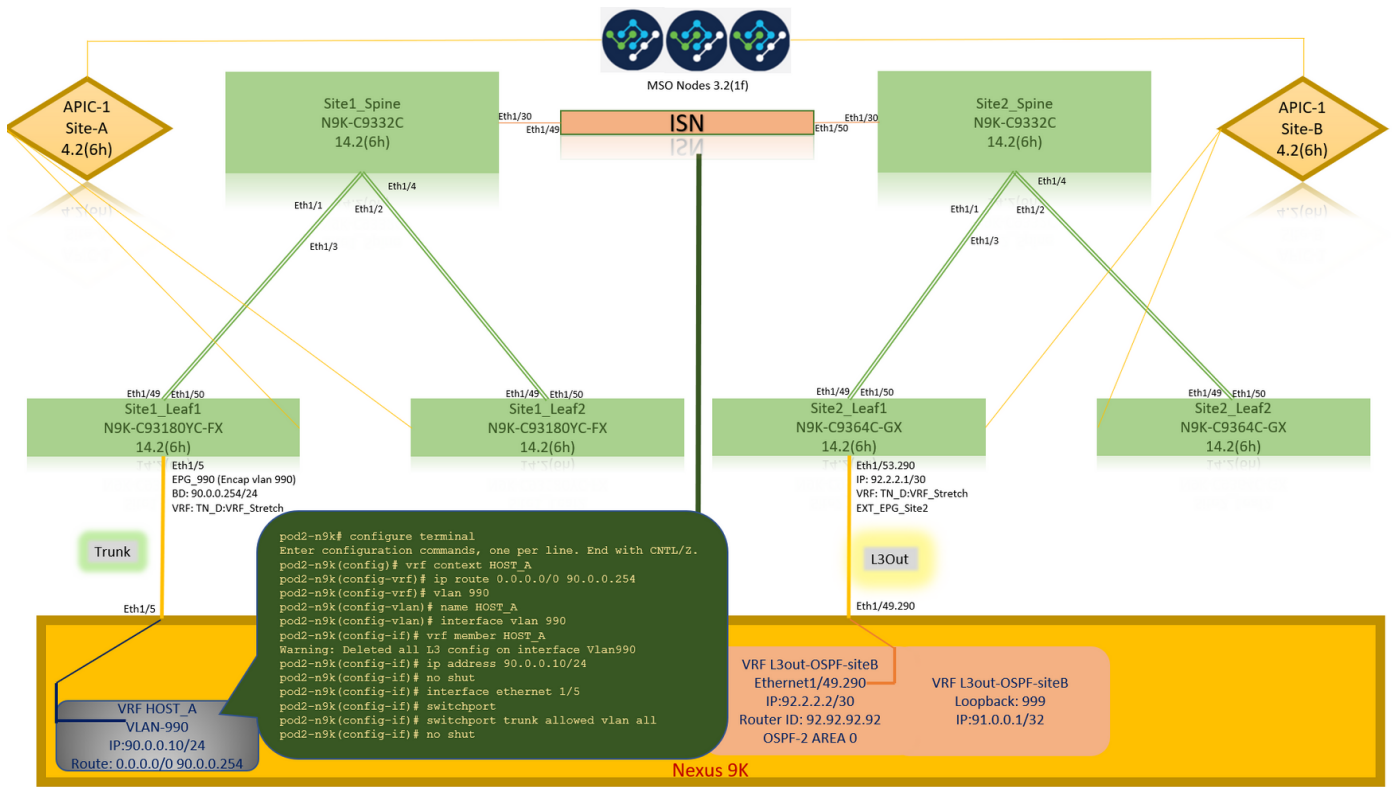 MSO Nodes 3.2(1f)
APIC-1
Site-A
4.2(6h)
Site1_Spine
N9K-C9332C
14.2(6h)
Eth1/30
Eth1/49
ISN
Eth1/50
Eth1/30
Site2_Spine
N9K-C9332C
14.2(6h)
APIC-1
Site-B
4.2(6h)
Eth1/4
Eth1/1
Eth1/2
Eth1/3
Eth1/4
Eth1/1
Eth1/2
Eth1/3
Eth1/49
Eth1/50
Site1_Leaf1
N9K-C93180YC-FX
14.2(6h)
Eth1/49
Eth1/50
Site1_Leaf2
N9K-C93180YC-FX
14.2(6h)
Eth1/49
Eth1/50
Site2_Leaf1
N9K-C9364C-GX
14.2(6h)
Eth1/49
Eth1/50
Site2_Leaf2
N9K-C9364C-GX
14.2(6h)
Eth1/5
EPG_990 (Encap vlan 990)
BD: 90.0.0.254/24
VRF: TN_D:VRF_Stretch
Eth1/53.290
IP: 92.2.2.1/30
VRF: TN_D:VRF_Stretch
EXT_EPG_Site2
Trunk
L3Out
Eth1/5
Eth1/49.290
pod2-n9k# configure terminal
Enter configuration commands, one per line. End with CNTL/Z.
pod2-n9k(config)# vrf context HOST_A
pod2-n9k(config-vrf)# ip route 0.0.0.0/0 90.0.0.254
pod2-n9k(config-vrf)# vlan 990
pod2-n9k(config-vlan)# name HOST_A
pod2-n9k(config-vlan)# interface vlan 990
pod2-n9k(config-if)# vrf member HOST_A
Warning: Deleted all L3 config on interface Vlan990
pod2-n9k(config-if)# ip address 90.0.0.10/24
pod2-n9k(config-if)# no shut
pod2-n9k(config-if)# interface ethernet 1/5
pod2-n9k(config-if)# switchport
pod2-n9k(config-if)# switchport trunk allowed vlan all
pod2-n9k(config-if)# no shut
VRF HOST_A
VLAN-990
IP:90.0.0.10/24
Route: 0.0.0.0/0 90.0.0.254
VRF L3out-OSPF-siteB
Ethernet1/49.290
IP:92.2.2.2/30
Router ID: 92.92.92.92
OSPF-2 AREA 0
VRF L3out-OSPF-siteB
Loopback: 999
IP:91.0.0.1/32
Nexus 9K